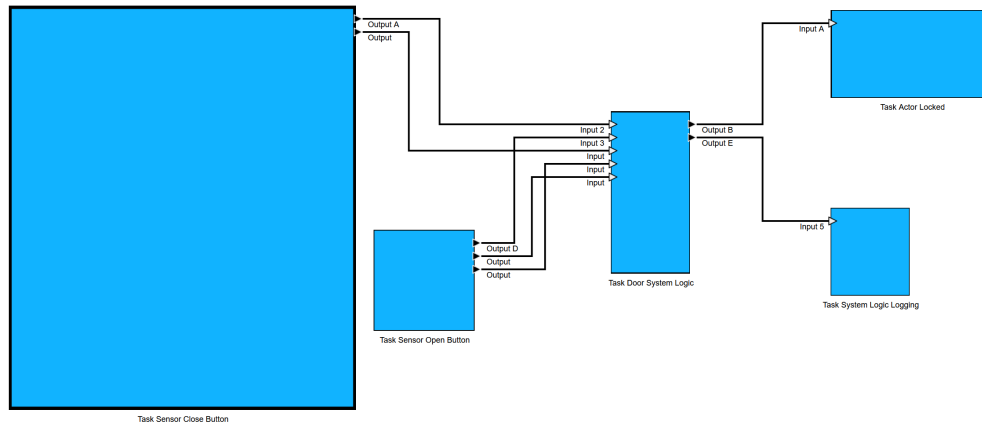 Output A
Output
Task Sensor Close Button
Output D
Output
Output
Task Sensor Open Button
Input 2
Input 3
Input
Input
Input
Output B
Output E
Task Door System Logic
Input A
Task Actor Locked
Input 5
Task System Logic Logging